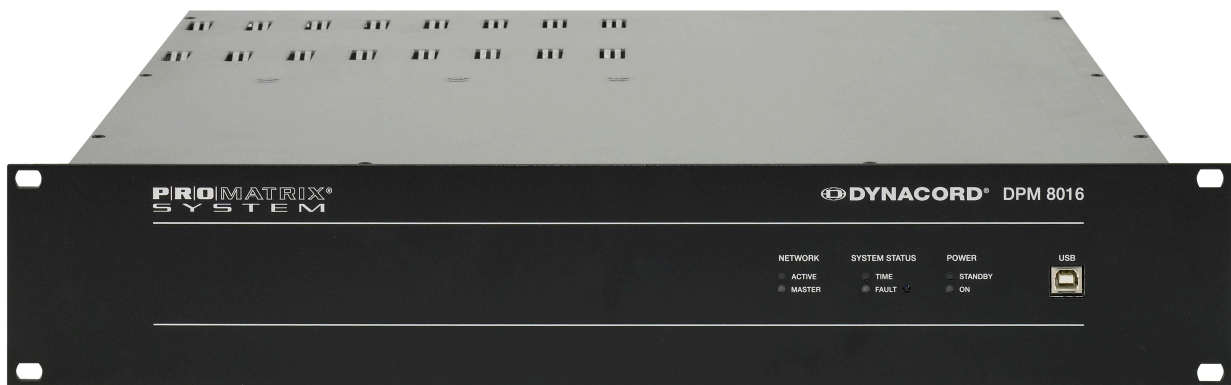 PROMATRIX®
SYSTEM
DYNACORD® DPM 8016
NETWORK SYSTEM STATUS POWER USB
ACTIVE TIME STANDBY
MASTER FAULT ON